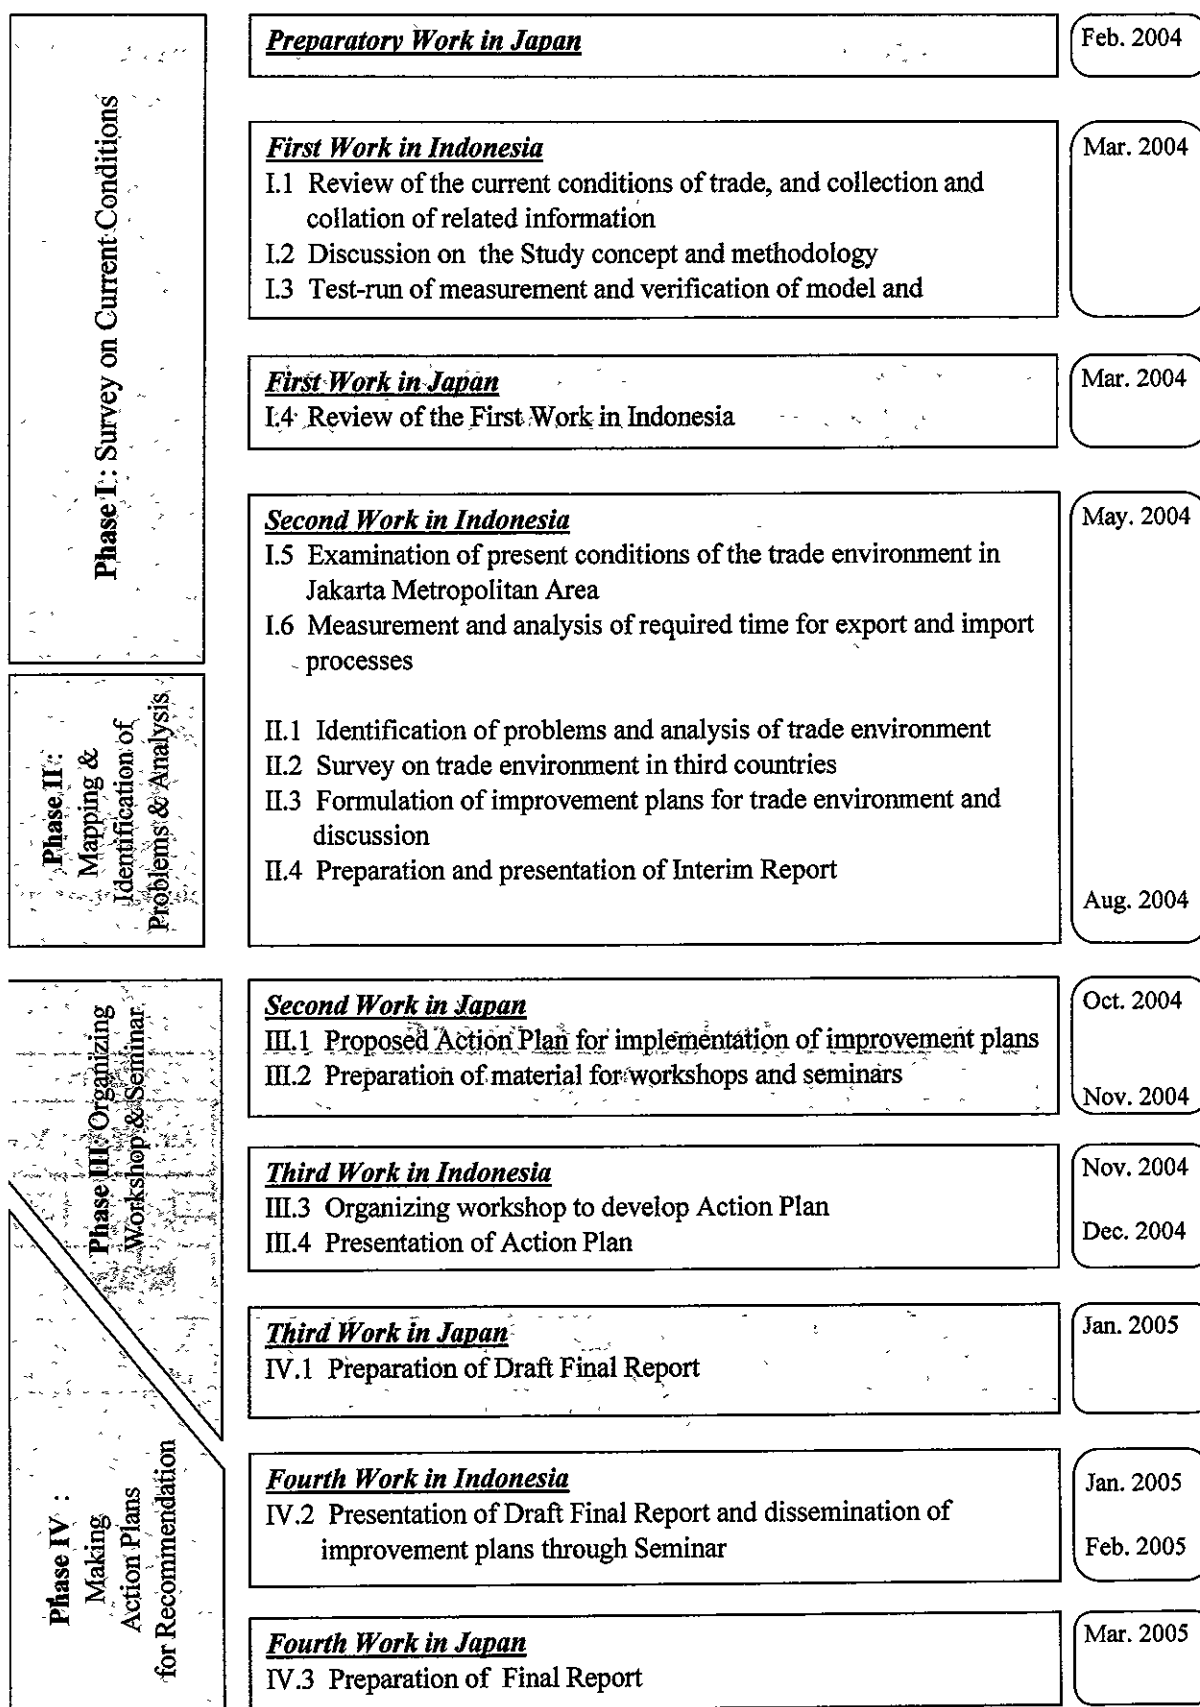 Phase I : Survey on Current Conditions
Preparatory Work in Japan
Feb. 2004
First Work in Indonesia
Mar. 2004
I.1 Review of the current conditions of trade, and collection and
collation of related information
I.2 Discussion on the Study concept and methodology
I.3 Test-run of measurement and verification of model and
First Work in Japan
Mar. 2004
I.4 Review of the First Work in Indonesia
Second Work in Indonesia
May. 2004
I.5 Examination of present conditions of the trade environment in
Jakarta Metropolitan Area
I.6 Measurement and analysis of required time for export and import
processes
Phase II :
Mapping &
Identification of
Problems & Analysis
II.1 Identification of problems and analysis of trade environment
II.2 Survey on trade environment in third countries
II.3 Formulation of improvement plans for trade environment and
discussion
II.4 Preparation and presentation of Interim Report
Aug. 2004
Phase III: Organizing
Workshop & Seminar
Second Work in Japan
Oct. 2004
III.1 Proposed Action Plan for implementation of improvement plans
III.2 Preparation of material for workshops and seminars
Nov. 2004
Third Work in Indonesia
Nov. 2004
III.3 Organizing workshop to develop Action Plan
III.4 Presentation of Action Plan
Dec. 2004
Third Work in Japan
Jan. 2005
IV.1 Preparation of Draft Final Report
Phase IV :
Making
Action Plans
for Recommendation
Fourth Work in Indonesia
Jan. 2005
IV.2 Presentation of Draft Final Report and dissemination of
improvement plans through Seminar
Feb. 2005
Fourth Work in Japan
Mar. 2005
IV.3 Preparation of Final Report